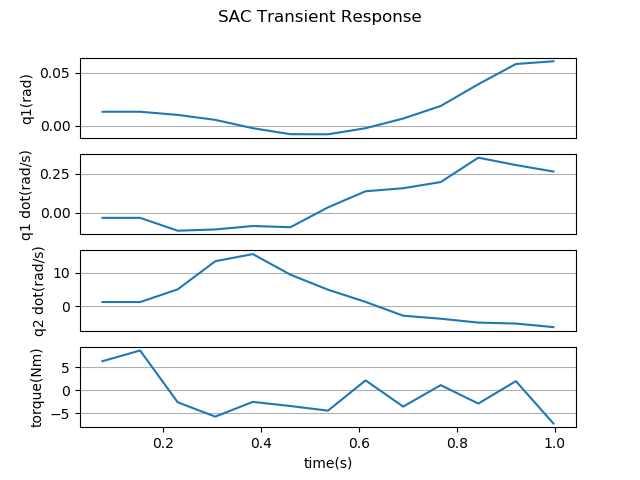 SAC Transient Response
q1(rad)
0.05
0.00
q1 dot(rad/s)
0.25
0.00
q2 dot(rad/s)
10
0
torque(Nm)
5
0
−5
0.2 0.4 0.6 0.8 1.0
time(s)